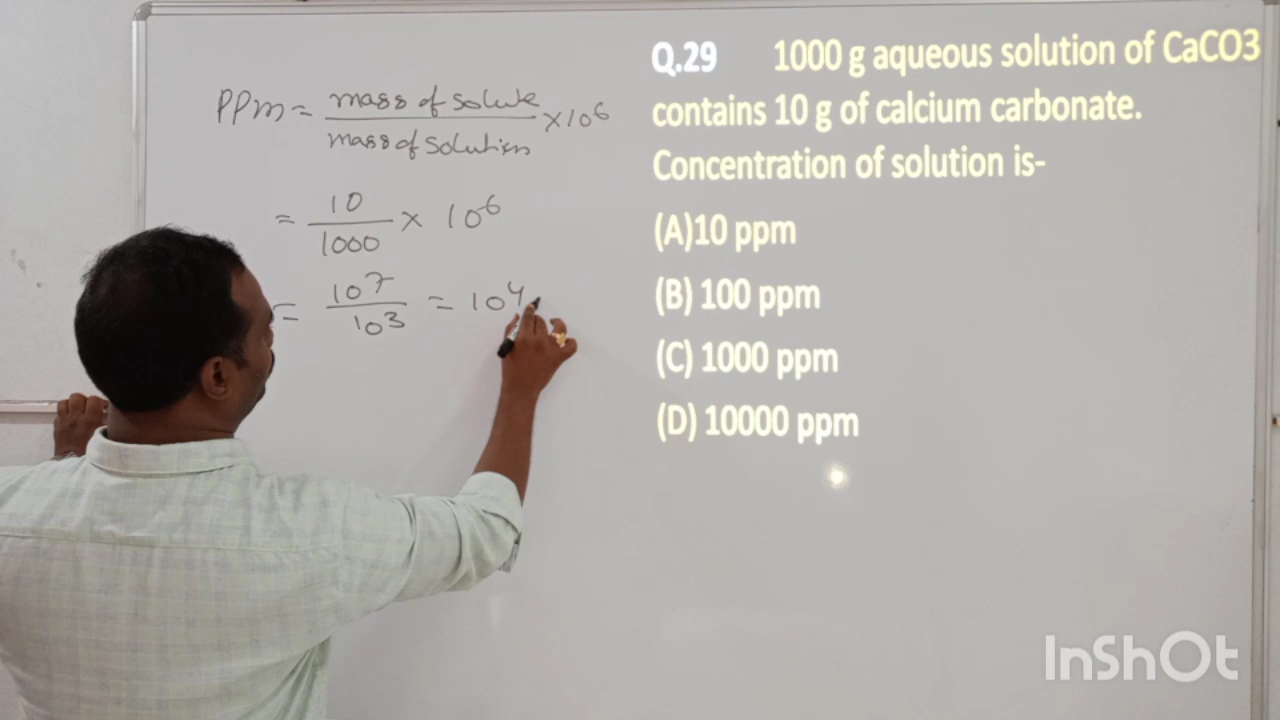 PPm = mass of solute / mass of solution × 10⁶
= 10 / 1000 × 10⁶
= 10⁷ / 10³ = 10⁴
Q.29 1000 g aqueous solution of CaCO3
contains 10 g of calcium carbonate.
Concentration of solution is-
(A)10 ppm
(B) 100 ppm
(C) 1000 ppm
(D) 10000 ppm
InShOt